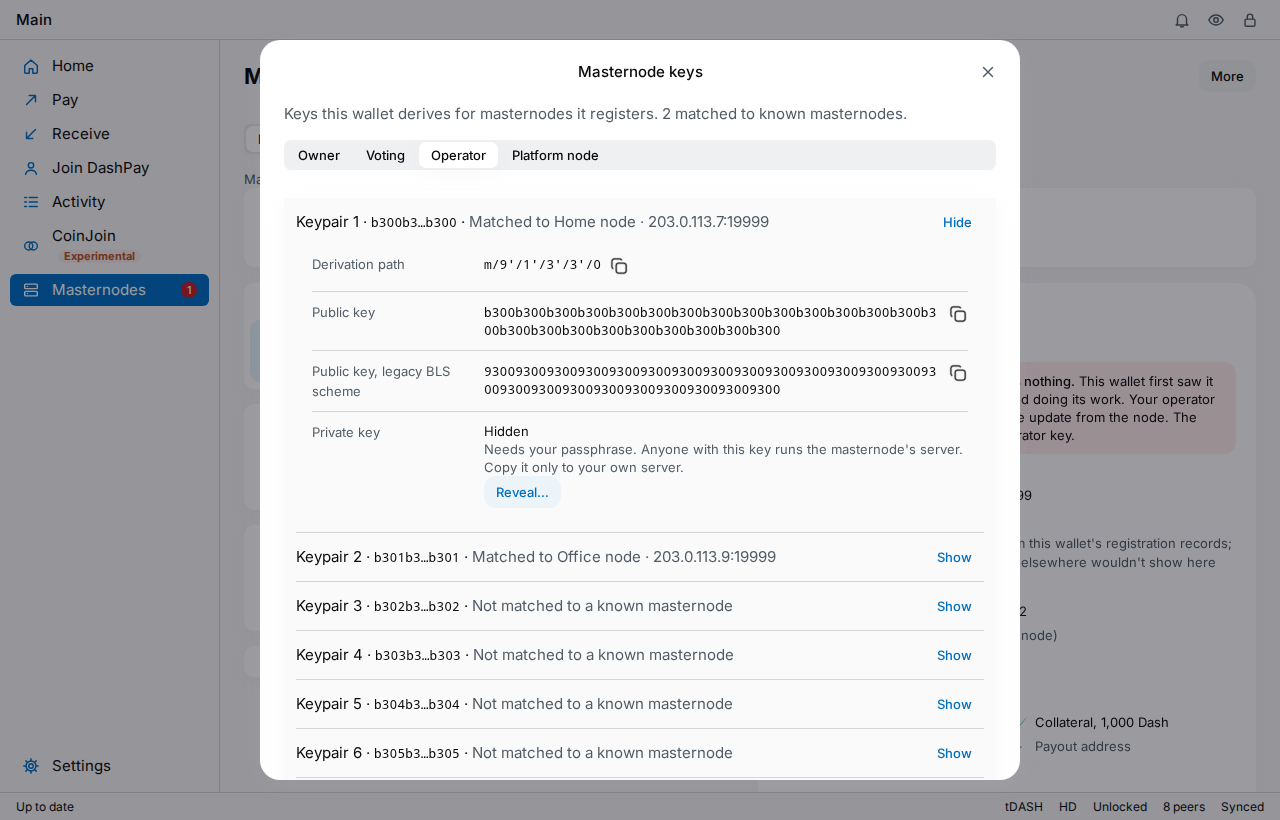 Main
Home
Pay
Receive
Join DashPay
Activity
CoinJoin
Experimental
Masternodes
1
Settings
More
Masternode keys
Keys this wallet derives for masternodes it registers. 2 matched to known masternodes.
Owner Voting Operator Platform node
Keypair 1 · b300b3…b300 · Matched to Home node · 203.0.113.7:19999 Hide
Derivation path m/9'/1'/3'/3'/0
Public key b300b300b300b300b300b300b300b300b300b300b300b300b300b300b3
00b300b300b300b300b300b300b300b300b300
Public key, legacy BLS scheme 9300930093009300930093009300930093009300930093009300930093
00930093009300930093009300930093009300
Private key Hidden
Needs your passphrase. Anyone with this key runs the masternode's server.
Copy it only to your own server.
Reveal…
Keypair 2 · b301b3…b301 · Matched to Office node · 203.0.113.9:19999 Show
Keypair 3 · b302b3…b302 · Not matched to a known masternode Show
Keypair 4 · b303b3…b303 · Not matched to a known masternode Show
Keypair 5 · b304b3…b304 · Not matched to a known masternode Show
Keypair 6 · b305b3…b305 · Not matched to a known masternode Show
nothing. This wallet first saw it
doing its work. Your operator
update from the node. The
key.
this wallet's registration records;
elsewhere wouldn't show here
node)
Collateral, 1,000 Dash
Payout address
Up to date
tDASH HD Unlocked 8 peers Synced